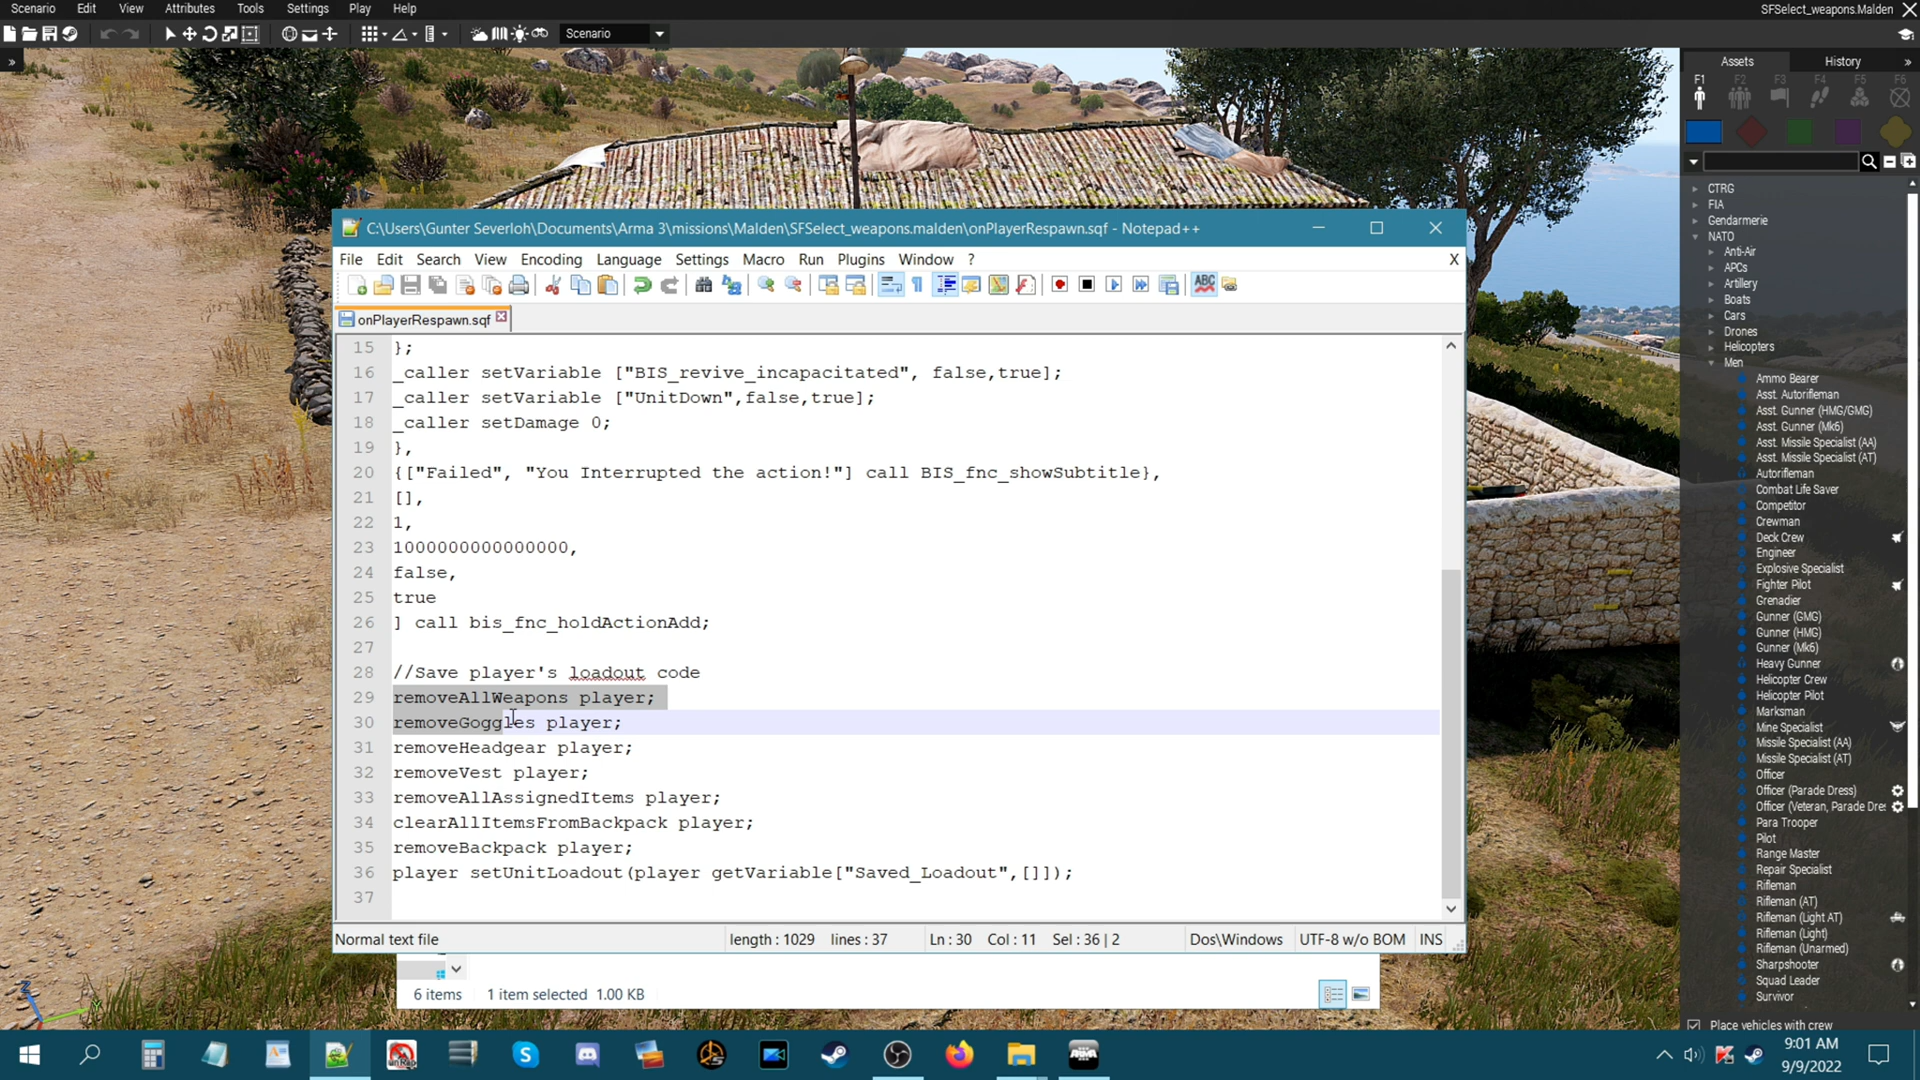 Scenario Edit View Attributes Tools Settings Play Help
SFSelect_weapons.Malden
Scenario
Assets History
F1 F2 F3 F4 F5 F6
CTRG
FIA
Gendarmerie
NATO
Anti-Air
APCs
Artillery
Boats
Cars
Drones
Helicopters
Men
Ammo Bearer
Asst. Autorifleman
Asst. Gunner (HMG/GMG)
Asst. Gunner (Mk6)
Asst. Missile Specialist (AA)
Asst. Missile Specialist (AT)
Autorifleman
Combat Life Saver
Competitor
Crewman
Deck Crew
Engineer
Explosive Specialist
Fighter Pilot
Grenadier
Gunner (GMG)
Gunner (HMG)
Gunner (Mk6)
Heavy Gunner
Helicopter Crew
Helicopter Pilot
Marksman
Mine Specialist
Missile Specialist (AA)
Missile Specialist (AT)
Officer
Officer (Parade Dress)
Officer (Veteran, Parade Dres
Para Trooper
Pilot
Range Master
Repair Specialist
Rifleman
Rifleman (AT)
Rifleman (Light AT)
Rifleman (Light)
Rifleman (Unarmed)
Sharpshooter
Squad Leader
Survivor
Place vehicles with crew
C:\Users\Gunter Severloh\Documents\Arma 3\missions\Malden\SFSelect_weapons.malden\onPlayerRespawn.sqf - Notepad++
File Edit Search View Encoding Language Settings Macro Run Plugins Window ? X
onPlayerRespawn.sqf
15 };
16 _caller setVariable ["BIS_revive_incapacitated", false,true];
17 _caller setVariable ["UnitDown",false,true];
18 _caller setDamage 0;
19 },
20 {["Failed", "You Interrupted the action!"] call BIS_fnc_showSubtitle},
21 [],
22 1,
23 1000000000000000,
24 false,
25 true
26 ] call bis_fnc_holdActionAdd;
27
28 //Save player's loadout code
29 removeAllWeapons player;
30 removeGoggles player;
31 removeHeadgear player;
32 removeVest player;
33 removeAllAssignedItems player;
34 clearAllItemsFromBackpack player;
35 removeBackpack player;
36 player setUnitLoadout(player getVariable["Saved_Loadout",[]]);
37
Normal text file length : 1029 lines : 37 Ln : 30 Col : 11 Sel : 36 | 2 Dos\Windows UTF-8 w/o BOM INS
6 items 1 item selected 1.00 KB
9:01 AM
9/9/2022